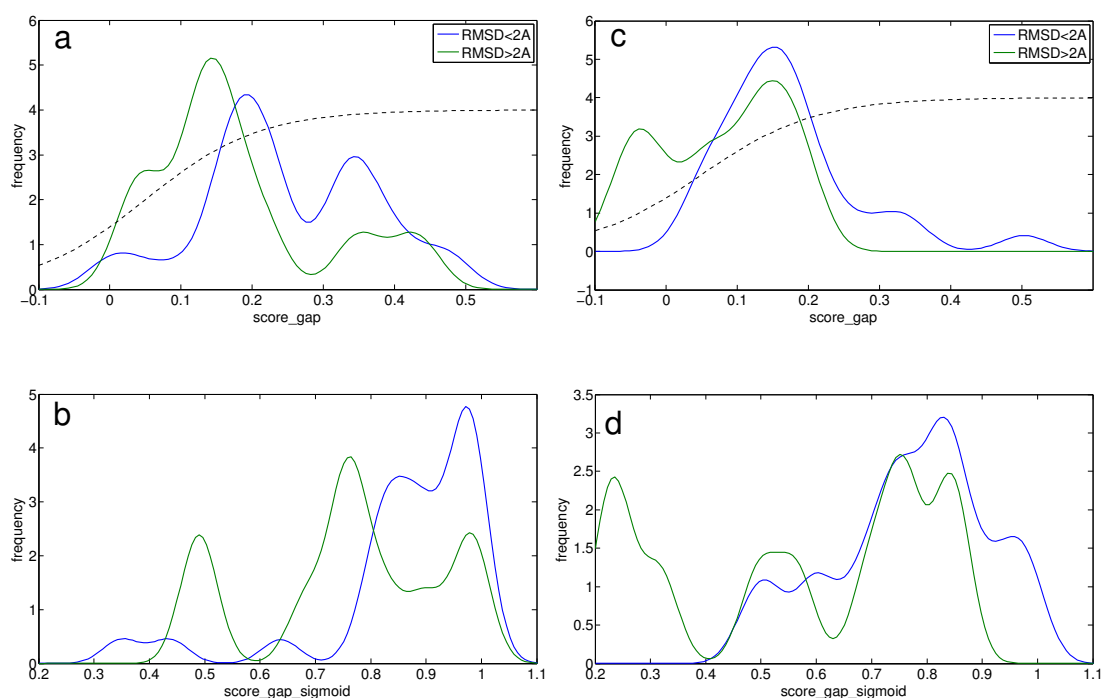 a
RMSD<2A
RMSD>2A
6
5
4
3
2
1
0
frequency
−0.1 0 0.1 0.2 0.3 0.4 0.5
score_gap
c
RMSD<2A
RMSD>2A
6
5
4
3
2
1
0
−1
frequency
−0.1 0 0.1 0.2 0.3 0.4 0.5
score_gap
b
5
4
3
2
1
0
frequency
0.2 0.3 0.4 0.5 0.6 0.7 0.8 0.9 1 1.1
score_gap_sigmoid
d
3.5
3
2.5
2
1.5
1
0.5
0
frequency
0.2 0.3 0.4 0.5 0.6 0.7 0.8 0.9 1 1.1
score_gap_sigmoid